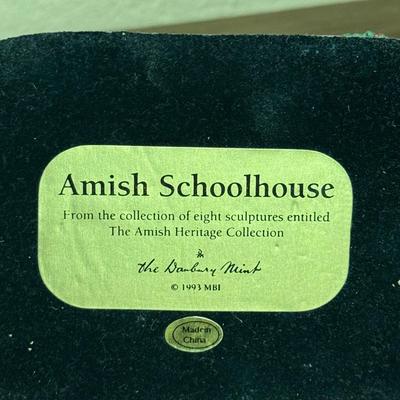 Amish Schoolhouse
From the collection of eight sculptures entitled
The Amish Heritage Collection
the Danbury Mint
© 1993 MBI
Made in
China